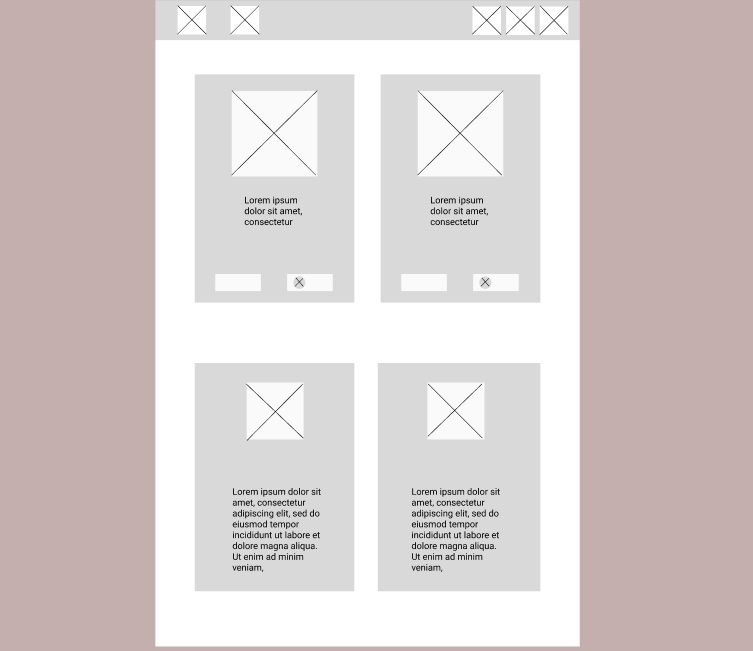 Lorem ipsum
dolor sit amet,
consectetur
Lorem ipsum
dolor sit amet,
consectetur
Lorem ipsum dolor sit
amet, consectetur
adipiscing elit, sed do
eiusmod tempor
incididunt ut labore et
dolore magna aliqua.
Ut enim ad minim
veniam,
Lorem ipsum dolor sit
amet, consectetur
adipiscing elit, sed do
eiusmod tempor
incididunt ut labore et
dolore magna aliqua.
Ut enim ad minim
veniam,